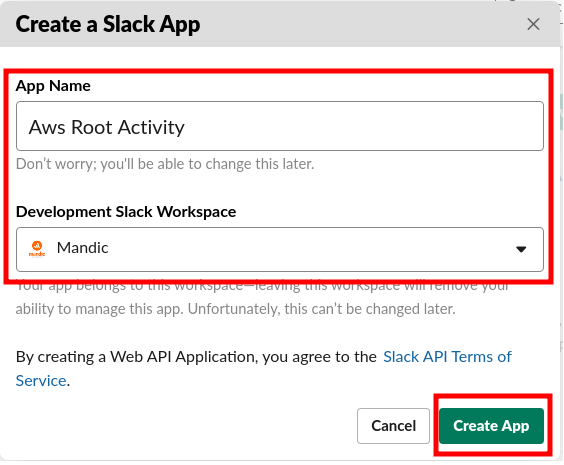 Create a Slack App
App Name
Aws Root Activity
Don't worry; you'll be able to change this later.
Development Slack Workspace
mandic
Mandic
Your app belongs to this workspace—leaving this workspace will remove your
ability to manage this app. Unfortunately, this can't be changed later.
By creating a Web API Application, you agree to the Slack API Terms of
Service.
Cancel
Create App